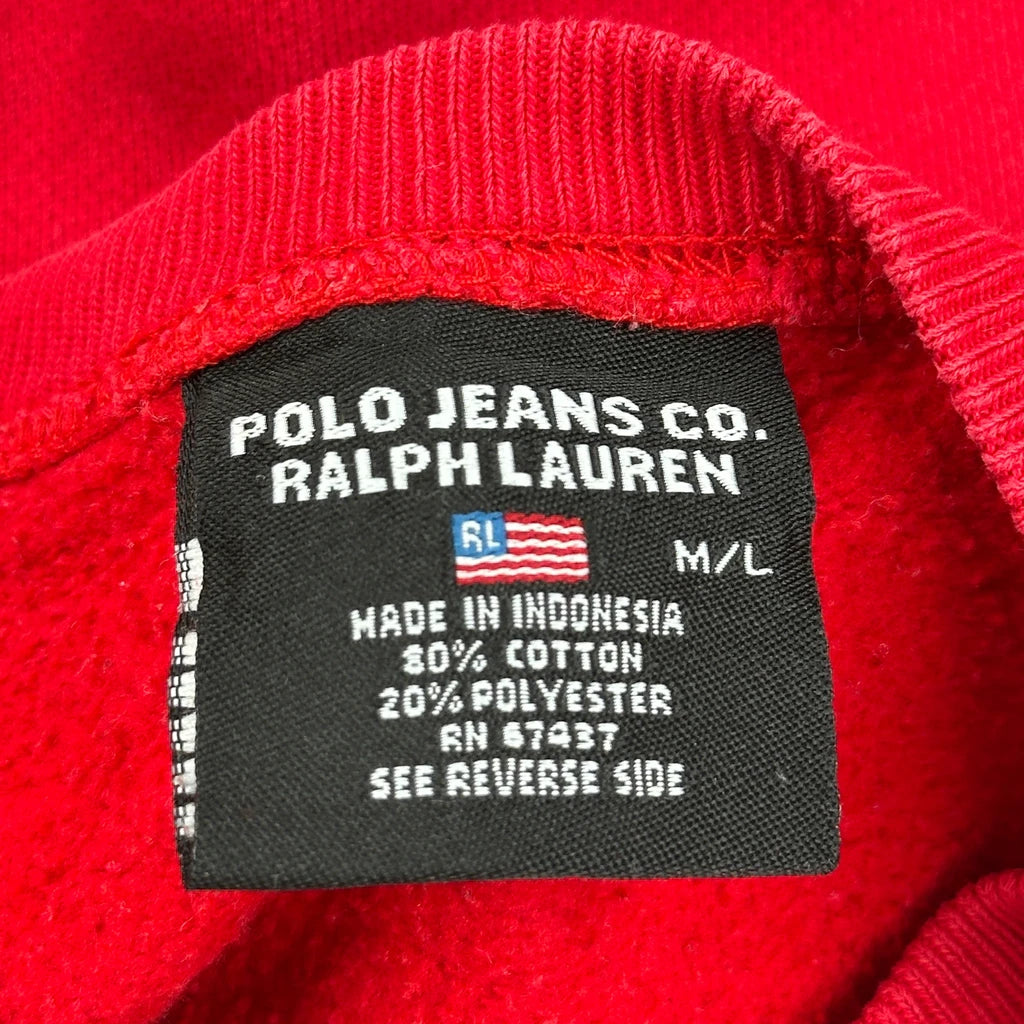 POLO JEANS CO.
RALPH LAUREN
RL
M/L
MADE IN INDONESIA
80% COTTON
20% POLYESTER
RN 67437
SEE REVERSE SIDE